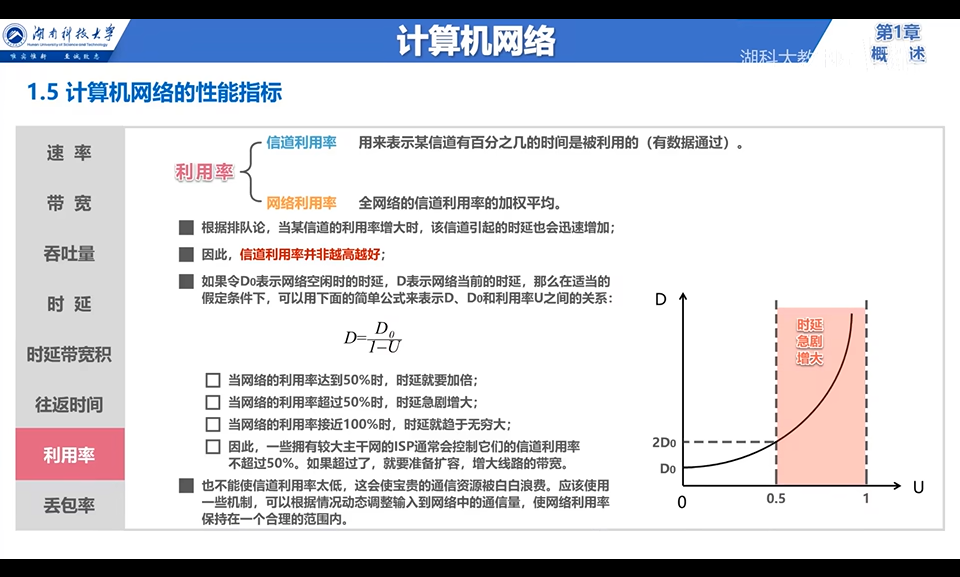 湖南科技大学
Hunan University of Science and Technology
唯实惟新 至诚致志
计算机网络
第1章
概 述
湖科大教
1.5 计算机网络的性能指标
速 率
带 宽
吞吐量
时 延
时延带宽积
往返时间
利用率
丢包率
利用率
信道利用率 用来表示某信道有百分之几的时间是被利用的（有数据通过）。
网络利用率 全网络的信道利用率的加权平均。
根据排队论，当某信道的利用率增大时，该信道引起的时延也会迅速增加；
因此，信道利用率并非越高越好；
如果令D0表示网络空闲时的时延，D表示网络当前的时延，那么在适当的
假定条件下，可以用下面的简单公式来表示D、D0和利用率U之间的关系：
D=D0/1−U
当网络的利用率达到50%时，时延就要加倍；
当网络的利用率超过50%时，时延急剧增大；
当网络的利用率接近100%时，时延就趋于无穷大；
因此，一些拥有较大主干网的ISP通常会控制它们的信道利用率
不超过50%。如果超过了，就要准备扩容，增大线路的带宽。
也不能使信道利用率太低，这会使宝贵的通信资源被白白浪费。应该使用
一些机制，可以根据情况动态调整输入到网络中的通信量，使网络利用率
保持在一个合理的范围内。
D
时延
急剧
增大
2D0
D0
0
0.5
1
U